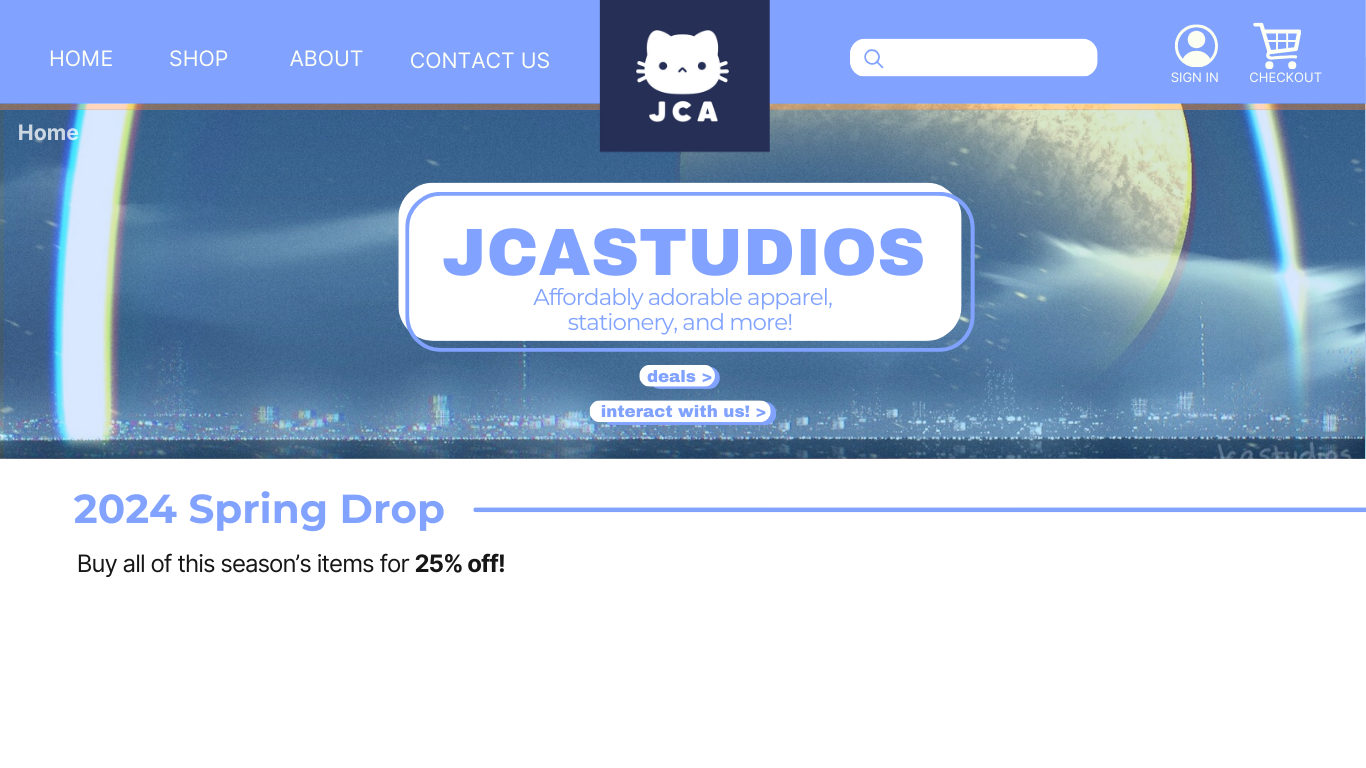 HOME SHOP ABOUT CONTACT US
JCA
SIGN IN CHECKOUT
Home
JCASTUDIOS
Affordably adorable apparel,
stationery, and more!
deals >
interact with us! >
Jcastudios
2024 Spring Drop
Buy all of this season’s items for 25% off!